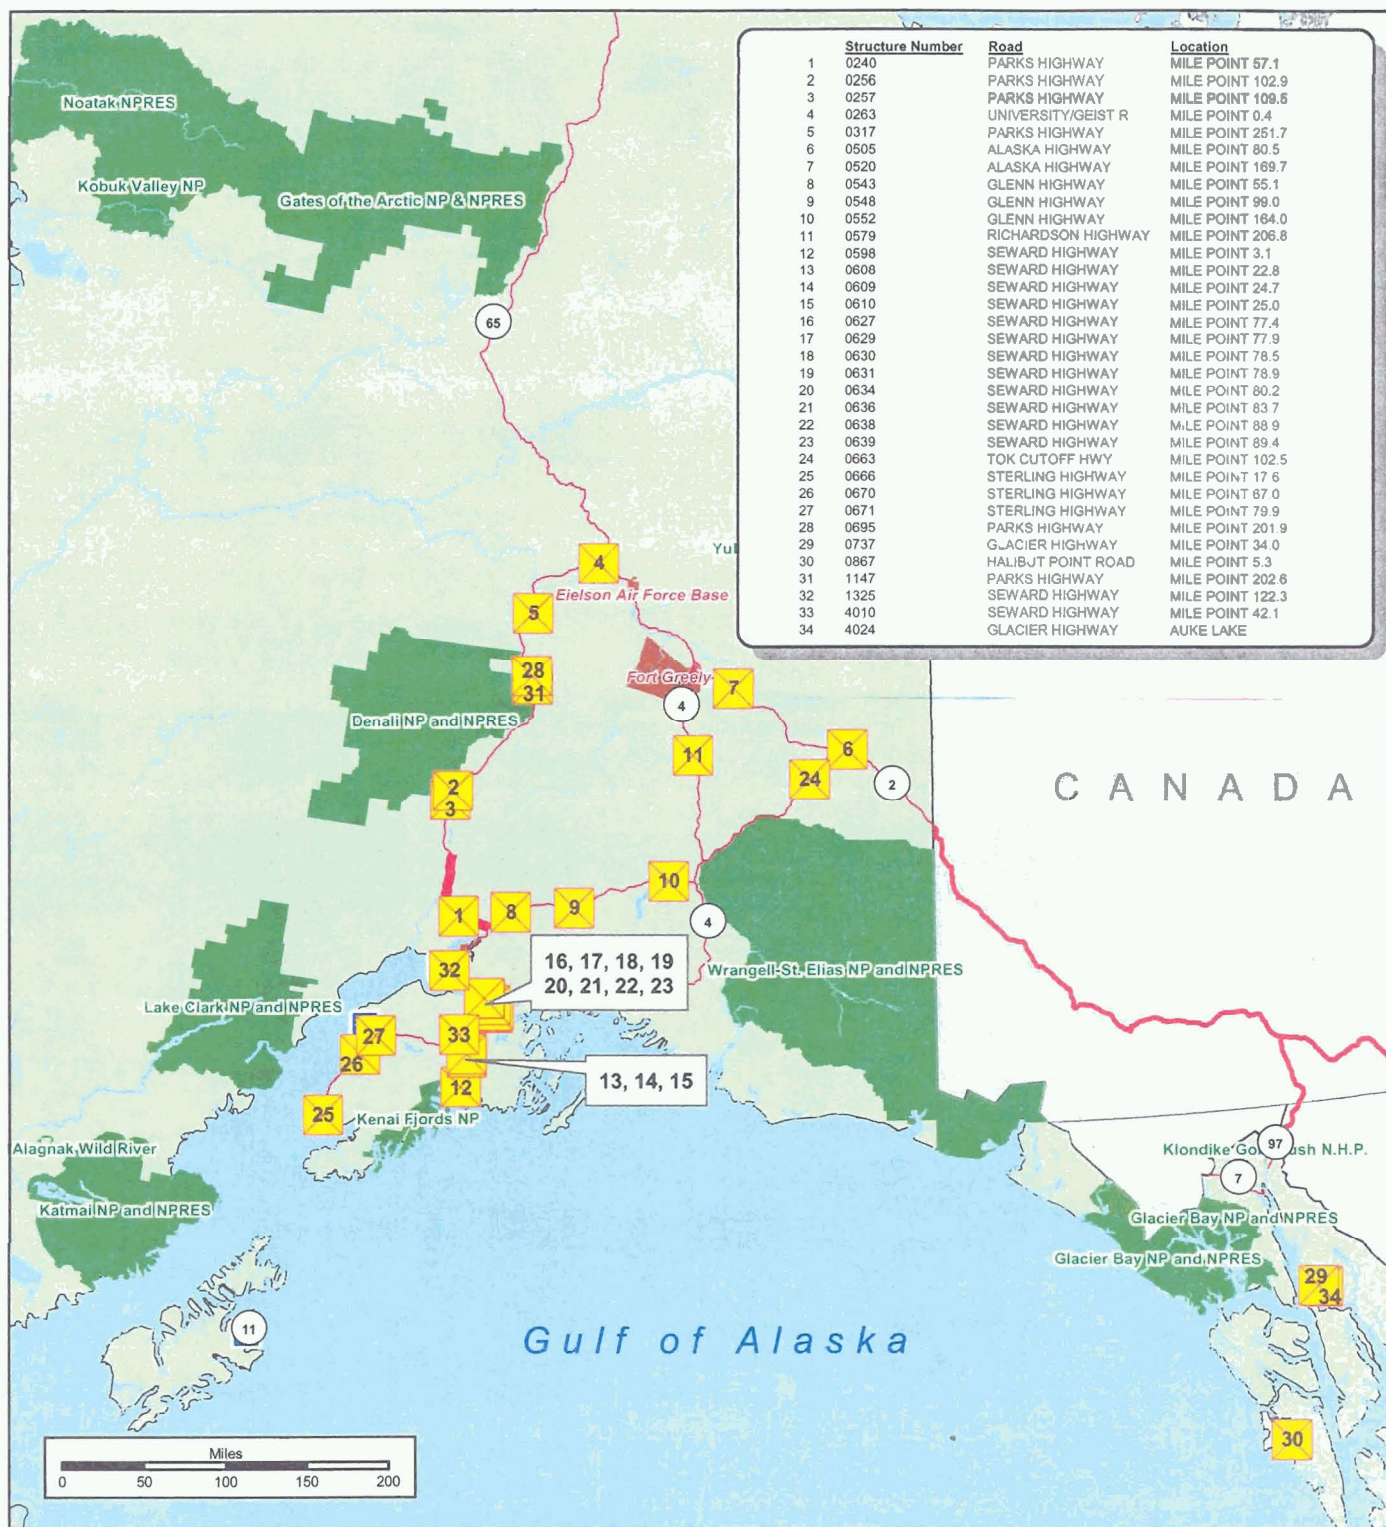 Structure Number Road Location
1 0240 PARKS HIGHWAY MILE POINT 57.1
2 0256 PARKS HIGHWAY MILE POINT 102.9
3 0257 PARKS HIGHWAY MILE POINT 109.5
4 0263 UNIVERSITY/GEIST R MILE POINT 0.4
5 0317 PARKS HIGHWAY MILE POINT 251.7
6 0505 ALASKA HIGHWAY MILE POINT 80.5
7 0520 ALASKA HIGHWAY MILE POINT 169.7
8 0543 GLENN HIGHWAY MILE POINT 55.1
9 0548 GLENN HIGHWAY MILE POINT 99.0
10 0552 GLENN HIGHWAY MILE POINT 164.0
11 0579 RICHARDSON HIGHWAY MILE POINT 206.8
12 0598 SEWARD HIGHWAY MILE POINT 3.1
13 0608 SEWARD HIGHWAY MILE POINT 22.8
14 0609 SEWARD HIGHWAY MILE POINT 24.7
15 0610 SEWARD HIGHWAY MILE POINT 25.0
16 0627 SEWARD HIGHWAY MILE POINT 77.4
17 0629 SEWARD HIGHWAY MILE POINT 77.9
18 0630 SEWARD HIGHWAY MILE POINT 78.5
19 0631 SEWARD HIGHWAY MILE POINT 78.9
20 0634 SEWARD HIGHWAY MILE POINT 80.2
21 0636 SEWARD HIGHWAY MILE POINT 83.7
22 0638 SEWARD HIGHWAY MILE POINT 88.9
23 0639 SEWARD HIGHWAY MILE POINT 89.4
24 0663 TOK CUTOFF HWY MILE POINT 102.5
25 0666 STERLING HIGHWAY MILE POINT 17 6
26 0670 STERLING HIGHWAY MILE POINT 67.0
27 0671 STERLING HIGHWAY MILE POINT 79.9
28 0695 PARKS HIGHWAY MILE POINT 201.9
29 0737 GLACIER HIGHWAY MILE POINT 34.0
30 0867 HALIBUT POINT ROAD MILE POINT 5.3
31 1147 PARKS HIGHWAY MILE POINT 202.6
32 1325 SEWARD HIGHWAY MILE POINT 122.3
33 4010 SEWARD HIGHWAY MILE POINT 42.1
34 4024 GLACIER HIGHWAY AUKE LAKE
Noatak NPRES
Kobuk Valley NP
Gates of the Arctic NP & NPRES
65
4
Yu
Eielson Air Force Base
5
28
31
Fort Greely
7
4
Denali NP and NPRES
11
6
24
2
CANADA
2
3
10
1
8
9
4
32
16, 17, 18, 19
20, 21, 22, 23
Wrangell-St. Elias NP and NPRES
Lake Clark NP and NPRES
27
33
26
13, 14, 15
12
25
Kenai Fjords NP
Alagnak Wild River
97
Klondike Go ush N.H.P.
7
Katmai NP and NPRES
Glacier Bay NP and NPRES
Glacier Bay NP and NPRES
29
34
11
Gulf of Alaska
30
Miles
0 50 100 150 200